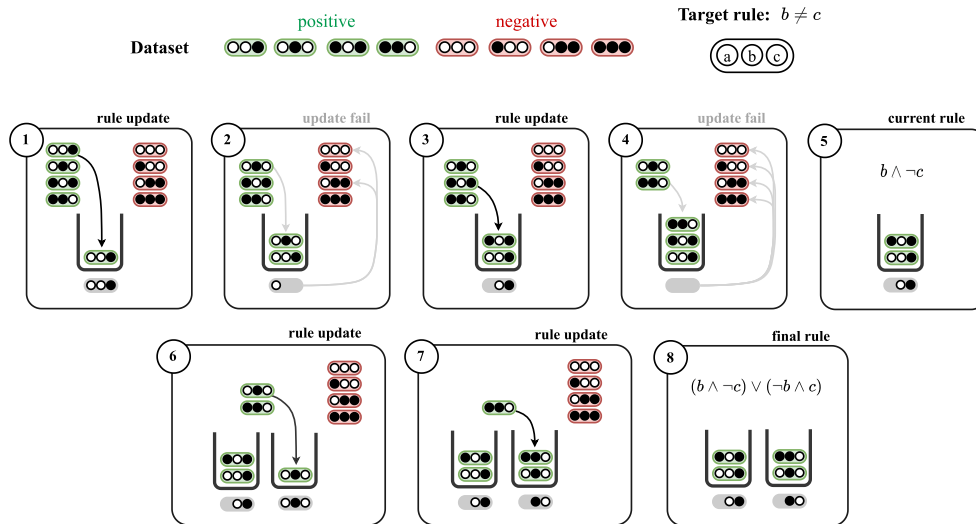 positive negative Target rule: b ≠ c
Dataset
a b c
rule update update fail rule update update fail current rule
1 2 3 4 5
b ∧ ¬c
rule update rule update final rule
6 7 8
(b ∧ ¬c) ∨ (¬b ∧ c)